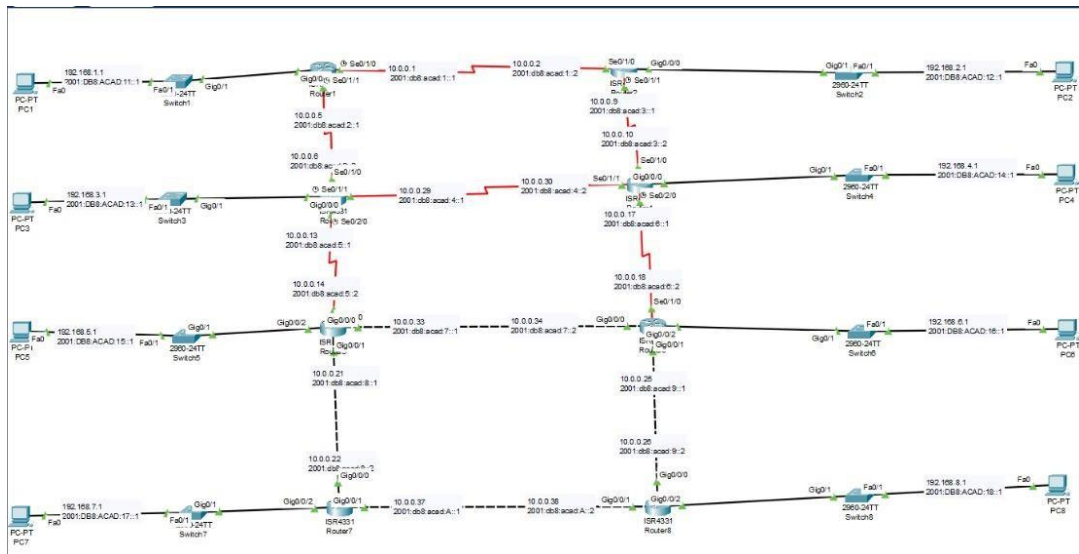 192.168.1.1
2001:DB8:ACAD:11::1
Fa0
PC-PT
PC1
Fa0/1
-24TT
Switch1
Gig0/1
Gig0/0
Router1
Se0/1/0
Se0/1/1
10.0.0.1
2001:db8:acad:1::1
10.0.0.2
2001:db8:acad:1::2
Se0/1/0
Gig0/0/0
Se0/1/1
Gig0/1
Fa0/1
2960-24TT
Switch2
192.168.2.1
2001:DB8:ACAD:12::1
Fa0
PC-PT
PC2
10.0.0.5
2001:db8:acad:2::1
10.0.0.9
2001:db8:acad:3::1
10.0.0.6
10.0.0.10
2001:db8:acad:3::2
Se0/1/0
Se0/1/0
192.168.3.1
2001:DB8:ACAD:13::1
Fa0
PC-PT
PC3
Fa0/1
-24TT
Switch3
Gig0/1
Se0/1/1
Gig0/0
Se0/2/0
10.0.0.29
2001:db8:acad:4::1
10.0.0.30
2001:db8:acad:4::2
Se0/1/1
Gig0/0/0
Se0/2/0
Gig0/1
Fa0/1
2960-24TT
Switch4
192.168.4.1
2001:DB8:ACAD:14::1
Fa0
PC-PT
PC4
10.0.0.13
2001:db8:acad:5::1
10.0.0.17
2001:db8:acad:6::1
10.0.0.14
2001:db8:acad:5::2
10.0.0.18
2001:db8:acad:6::2
Se0/1/0
192.168.5.1
2001:DB8:ACAD:15::1
Fa0
PC5
Fa0/1
Gig0/1
2960-24TT
Switch5
Gig0/0/2
Gig0/0/0
Gig0/0/1
10.0.0.33
2001:db8:acad:7::1
10.0.0.34
2001:db8:acad:7::2
Gig0/0/0
Gig0/0/2
Gig0/0/1
Gig0/1
Fa0/1
2960-24TT
Switch6
192.168.6.1
2001:DB8:ACAD:16::1
Fa0
PC-PT
PC6
10.0.0.21
2001:db8:acad:8::1
10.0.0.25
2001:db8:acad:9::1
10.0.0.22
10.0.0.26
2001:db8:acad:9::2
Gig0/0/0
Gig0/0/0
192.168.7.1
2001:DB8:ACAD:17::1
Fa0
PC-PT
PC7
Fa0/1
Gig0/1
-24TT
Switch7
Gig0/0/2
Gig0/0/1
ISR4331
Router7
10.0.0.37
2001:db8:acad:A::1
10.0.0.38
2001:db8:acad:A::2
Gig0/0/1
Gig0/0/2
ISR4331
Router8
Gig0/1
Fa0/1
2960-24TT
Switch8
192.168.8.1
2001:DB8:ACAD:18::1
Fa0
PC-PT
PC8